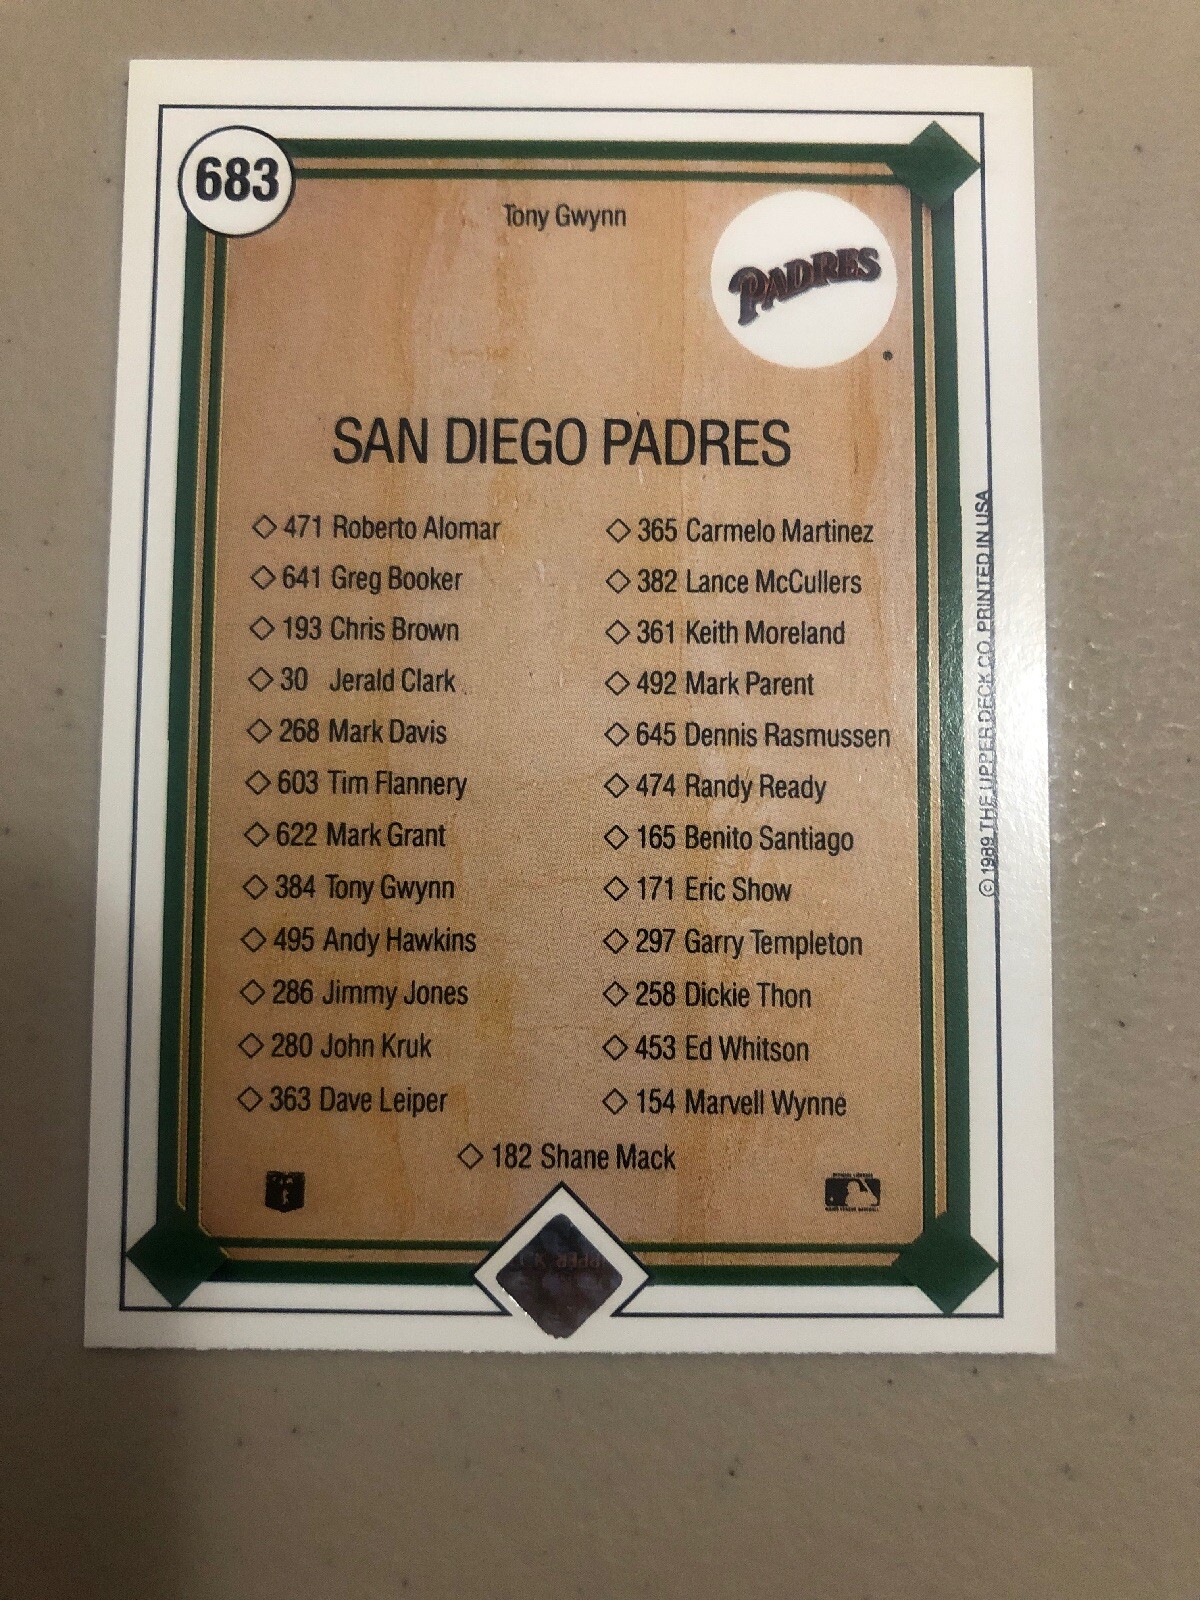 683
Tony Gwynn
PADRES
SAN DIEGO PADRES
471 Roberto Alomar
641 Greg Booker
193 Chris Brown
30 Jerald Clark
268 Mark Davis
603 Tim Flannery
622 Mark Grant
384 Tony Gwynn
495 Andy Hawkins
286 Jimmy Jones
280 John Kruk
363 Dave Leiper
365 Carmelo Martinez
382 Lance McCullers
361 Keith Moreland
492 Mark Parent
645 Dennis Rasmussen
474 Randy Ready
165 Benito Santiago
171 Eric Show
297 Garry Templeton
258 Dickie Thon
453 Ed Whitson
154 Marvell Wynne
182 Shane Mack
© 1989 THE UPPER DECK CO. PRINTED IN USA